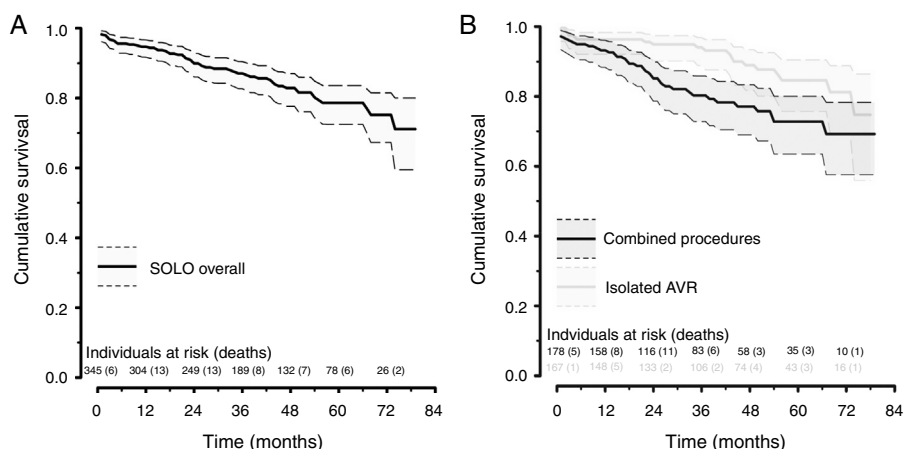 A
Cumulative survivsal
1.0
0.8
0.6
0.4
0.2
0.0
SOLO overall
Individuals at risk (deaths)
345 (6) 304 (13) 249 (13) 189 (8) 132 (7) 78 (6) 26 (2)
0 12 24 36 48 60 72 84
Time (months)
B
Cumulative survivsal
1.0
0.8
0.6
0.4
0.2
0.0
Combined procedures
Isolated AVR
Indviduals at risk (deaths)
178 (5) 158 (8) 116 (11) 83 (6) 58 (3) 35 (3) 10 (1)
167 (1) 148 (5) 133 (2) 106 (2) 74 (4) 43 (3) 16 (1)
0 12 24 36 48 60 72 84
Time (months)